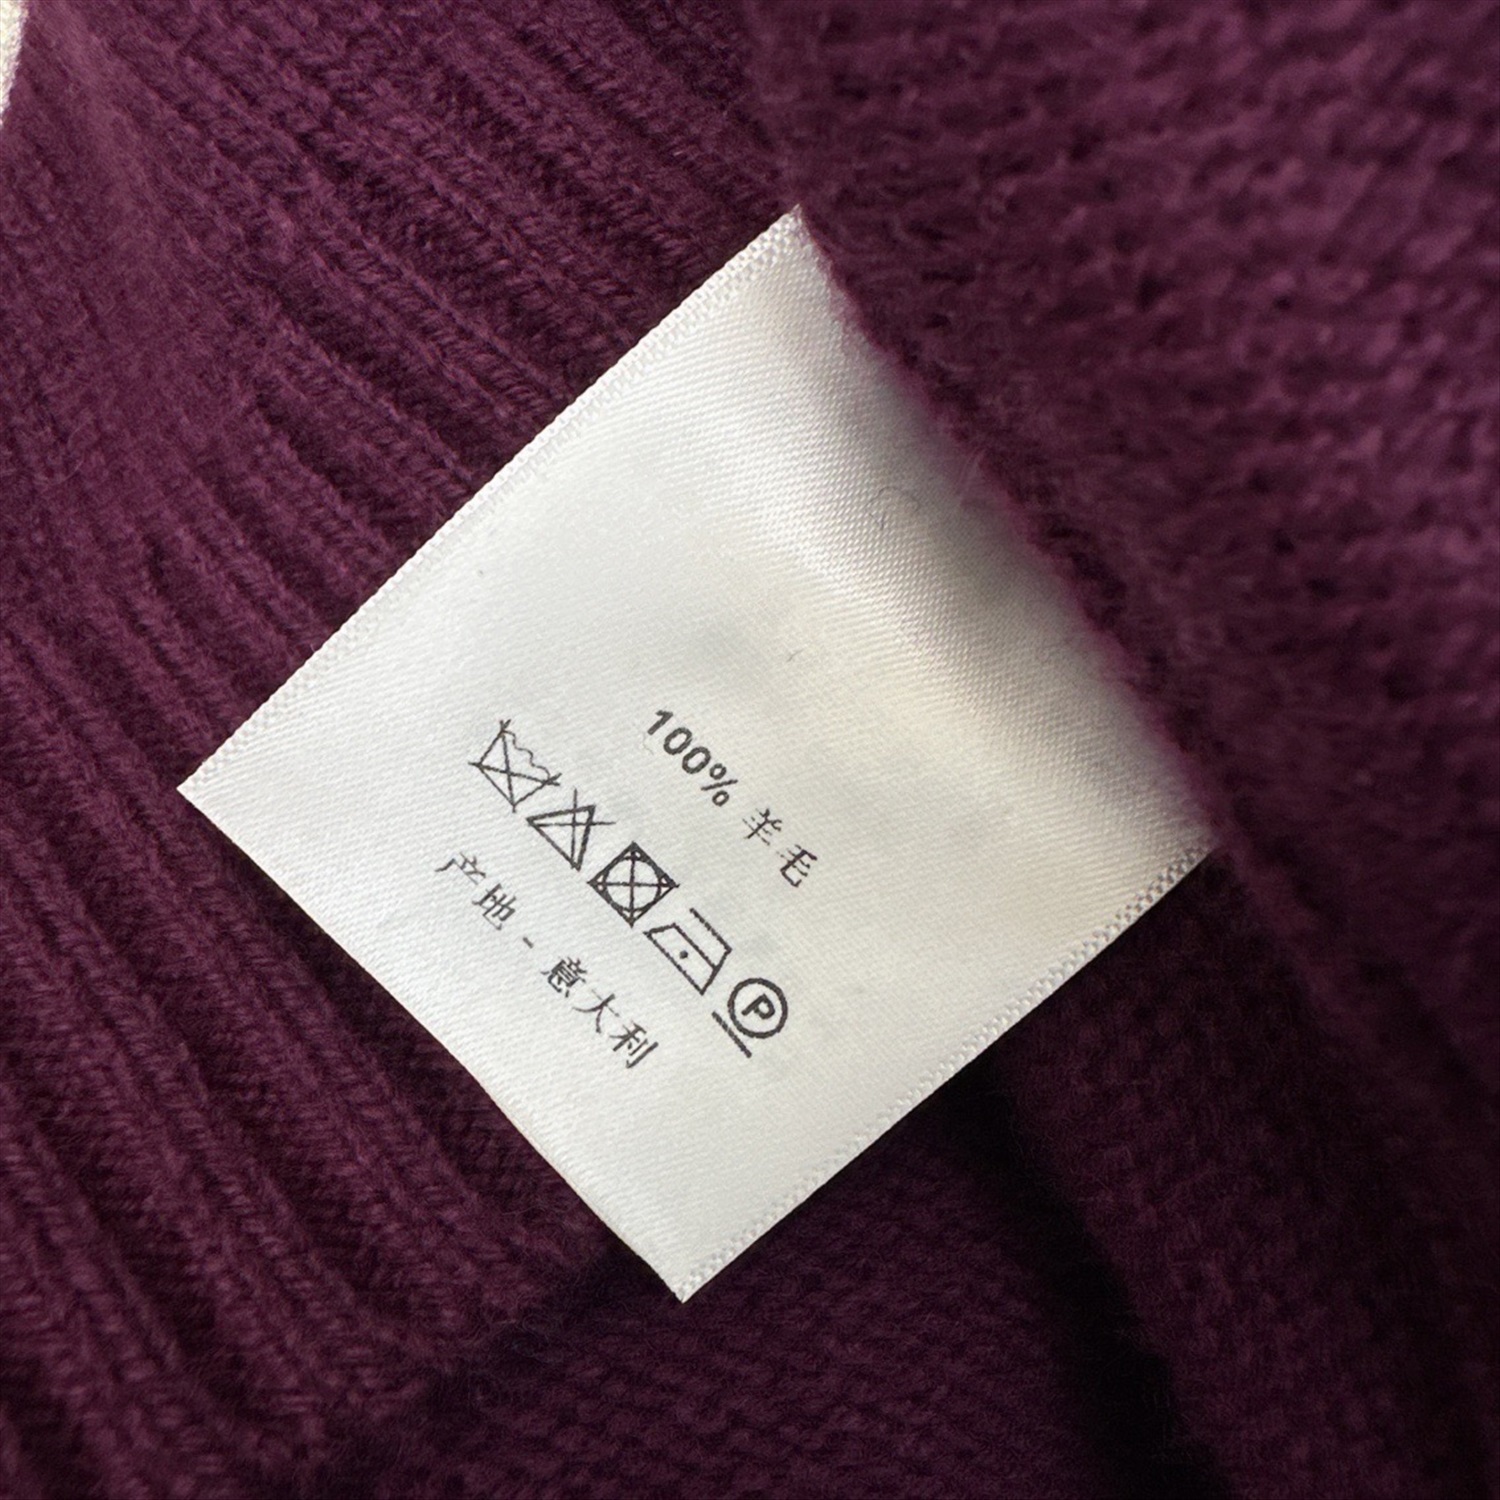 100% 羊毛
P
产地 - 意大利